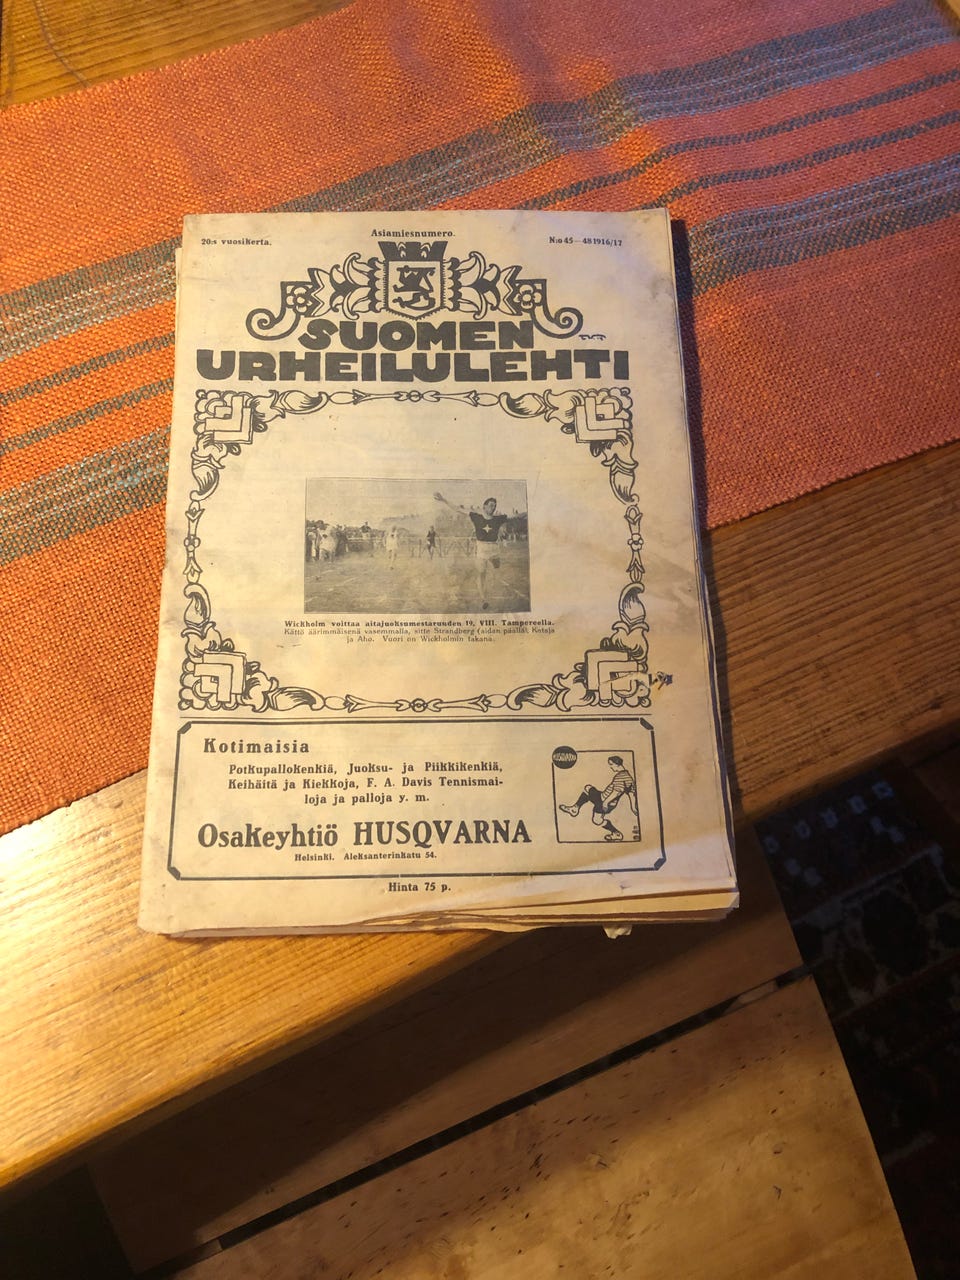 Asiamiesnumero.
20:s vuosikerta.
N:o 45—48 1916/17
SUOMEN
URHEILULEHTI
Wickholm voittaa aitajuoksumestaruuden 19. VIII. Tampereella.
Kättö äärimmäisenä vasemmalla, sitte Strandberg (aidan päällä), Kotoja
ja Aho. Vuori on Wickholmin takana.
Kotimaisia
Potkupallokenkiä, Juoksu- ja Piikkikenkiä,
Keihäitä ja Kiekkoja, F. A. Davis Tennismai-
loja ja palloja y. m.
Osakeyhtiö HUSQVARNA
Helsinki. Aleksanterinkatu 54.
HUSQVARNA
Hinta 75 p.